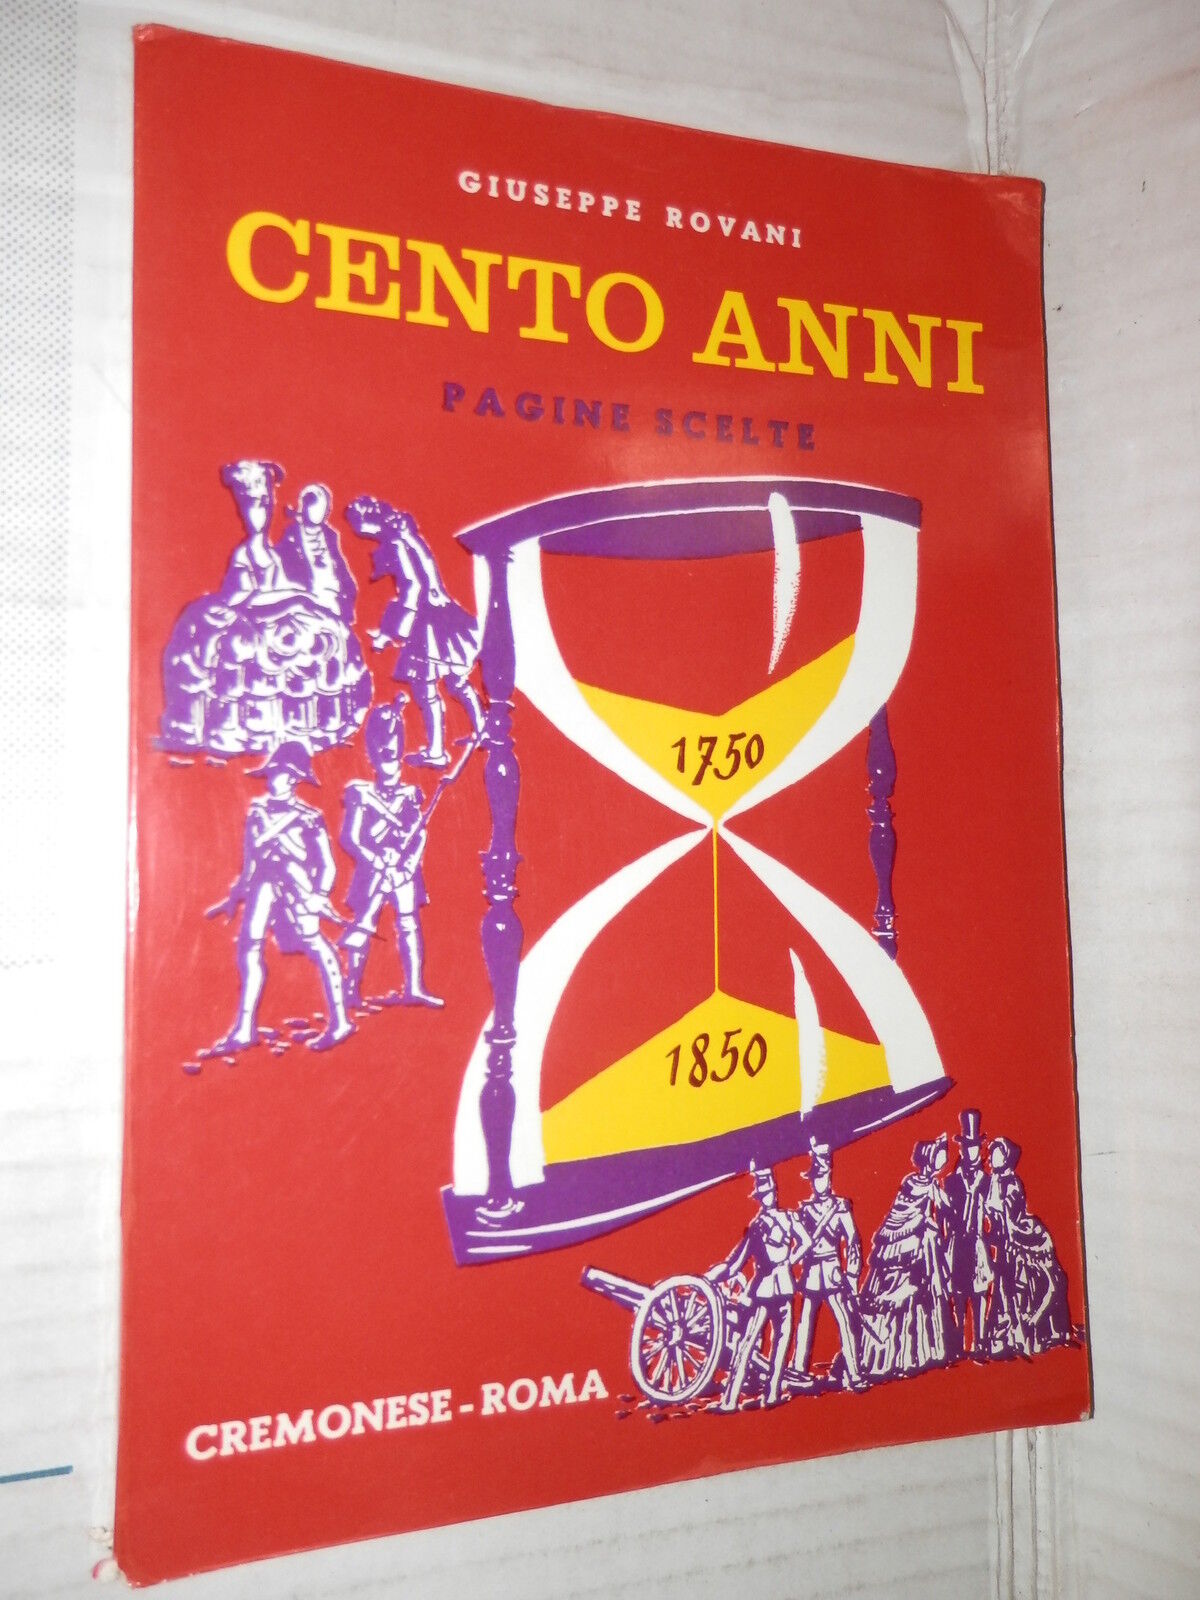 GIUSEPPE ROVANI
CENTO ANNI
PAGINE SCELTE
1750
1850
CREMONESE - ROMA